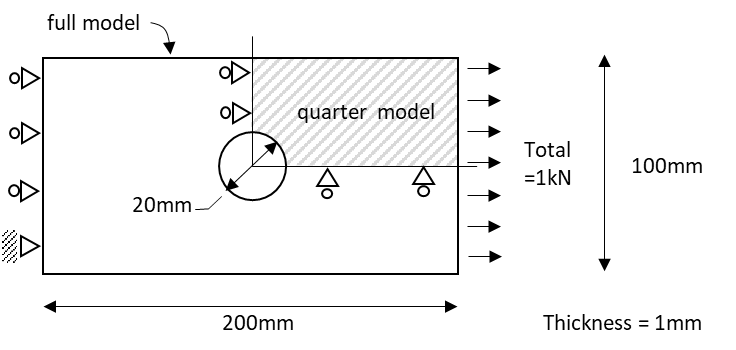 full model
quarter model
Total
=1kN
100mm
20mm
200mm
Thickness = 1mm